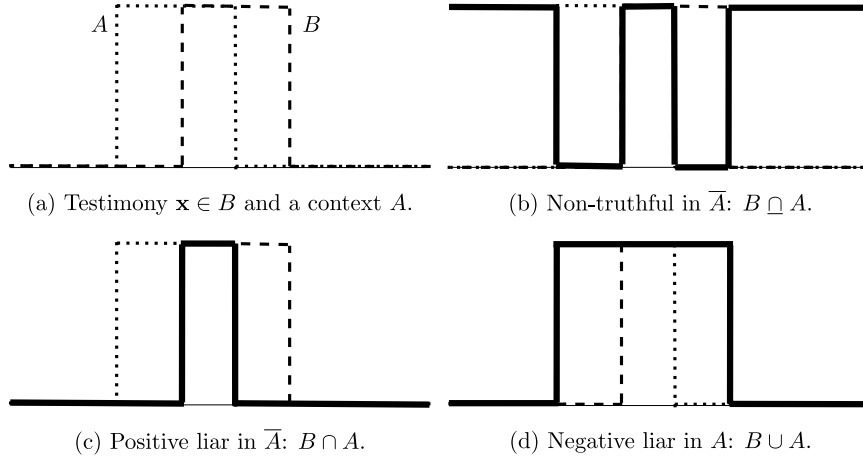 A B
(a) Testimony x ∈ B and a context A.
(b) Non-truthful in A̅: B ∩̲ A.
(c) Positive liar in A̅: B ∩ A.
(d) Negative liar in A: B ∪ A.